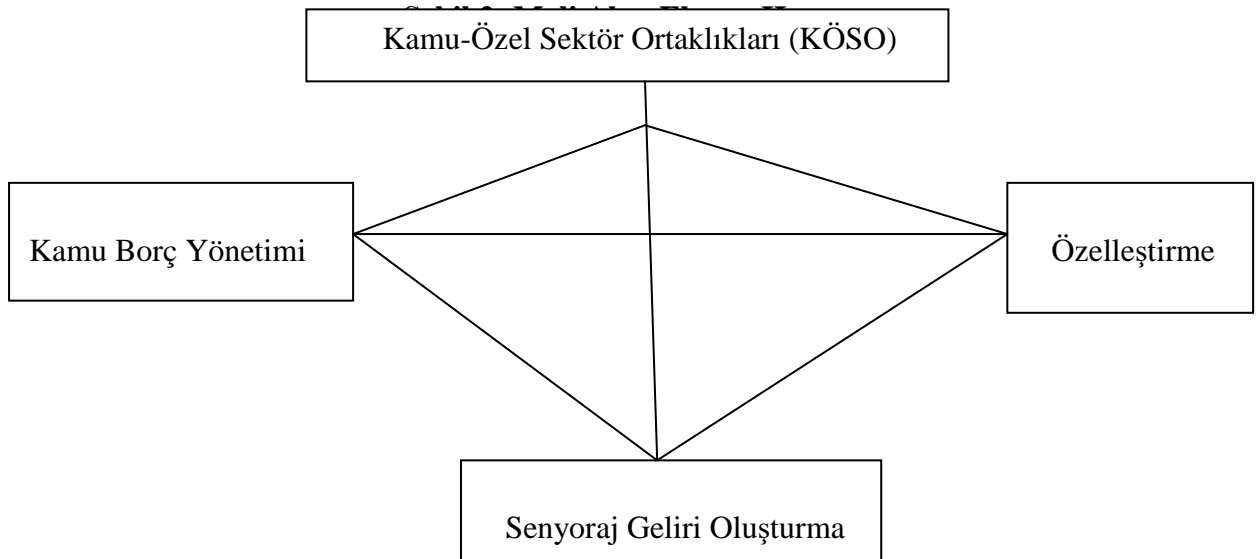 Kamu-Özel Sektör Ortaklıkları (KÖSO)
Kamu Borç Yönetimi
Özelleştirme
Senyoraj Geliri Oluşturma